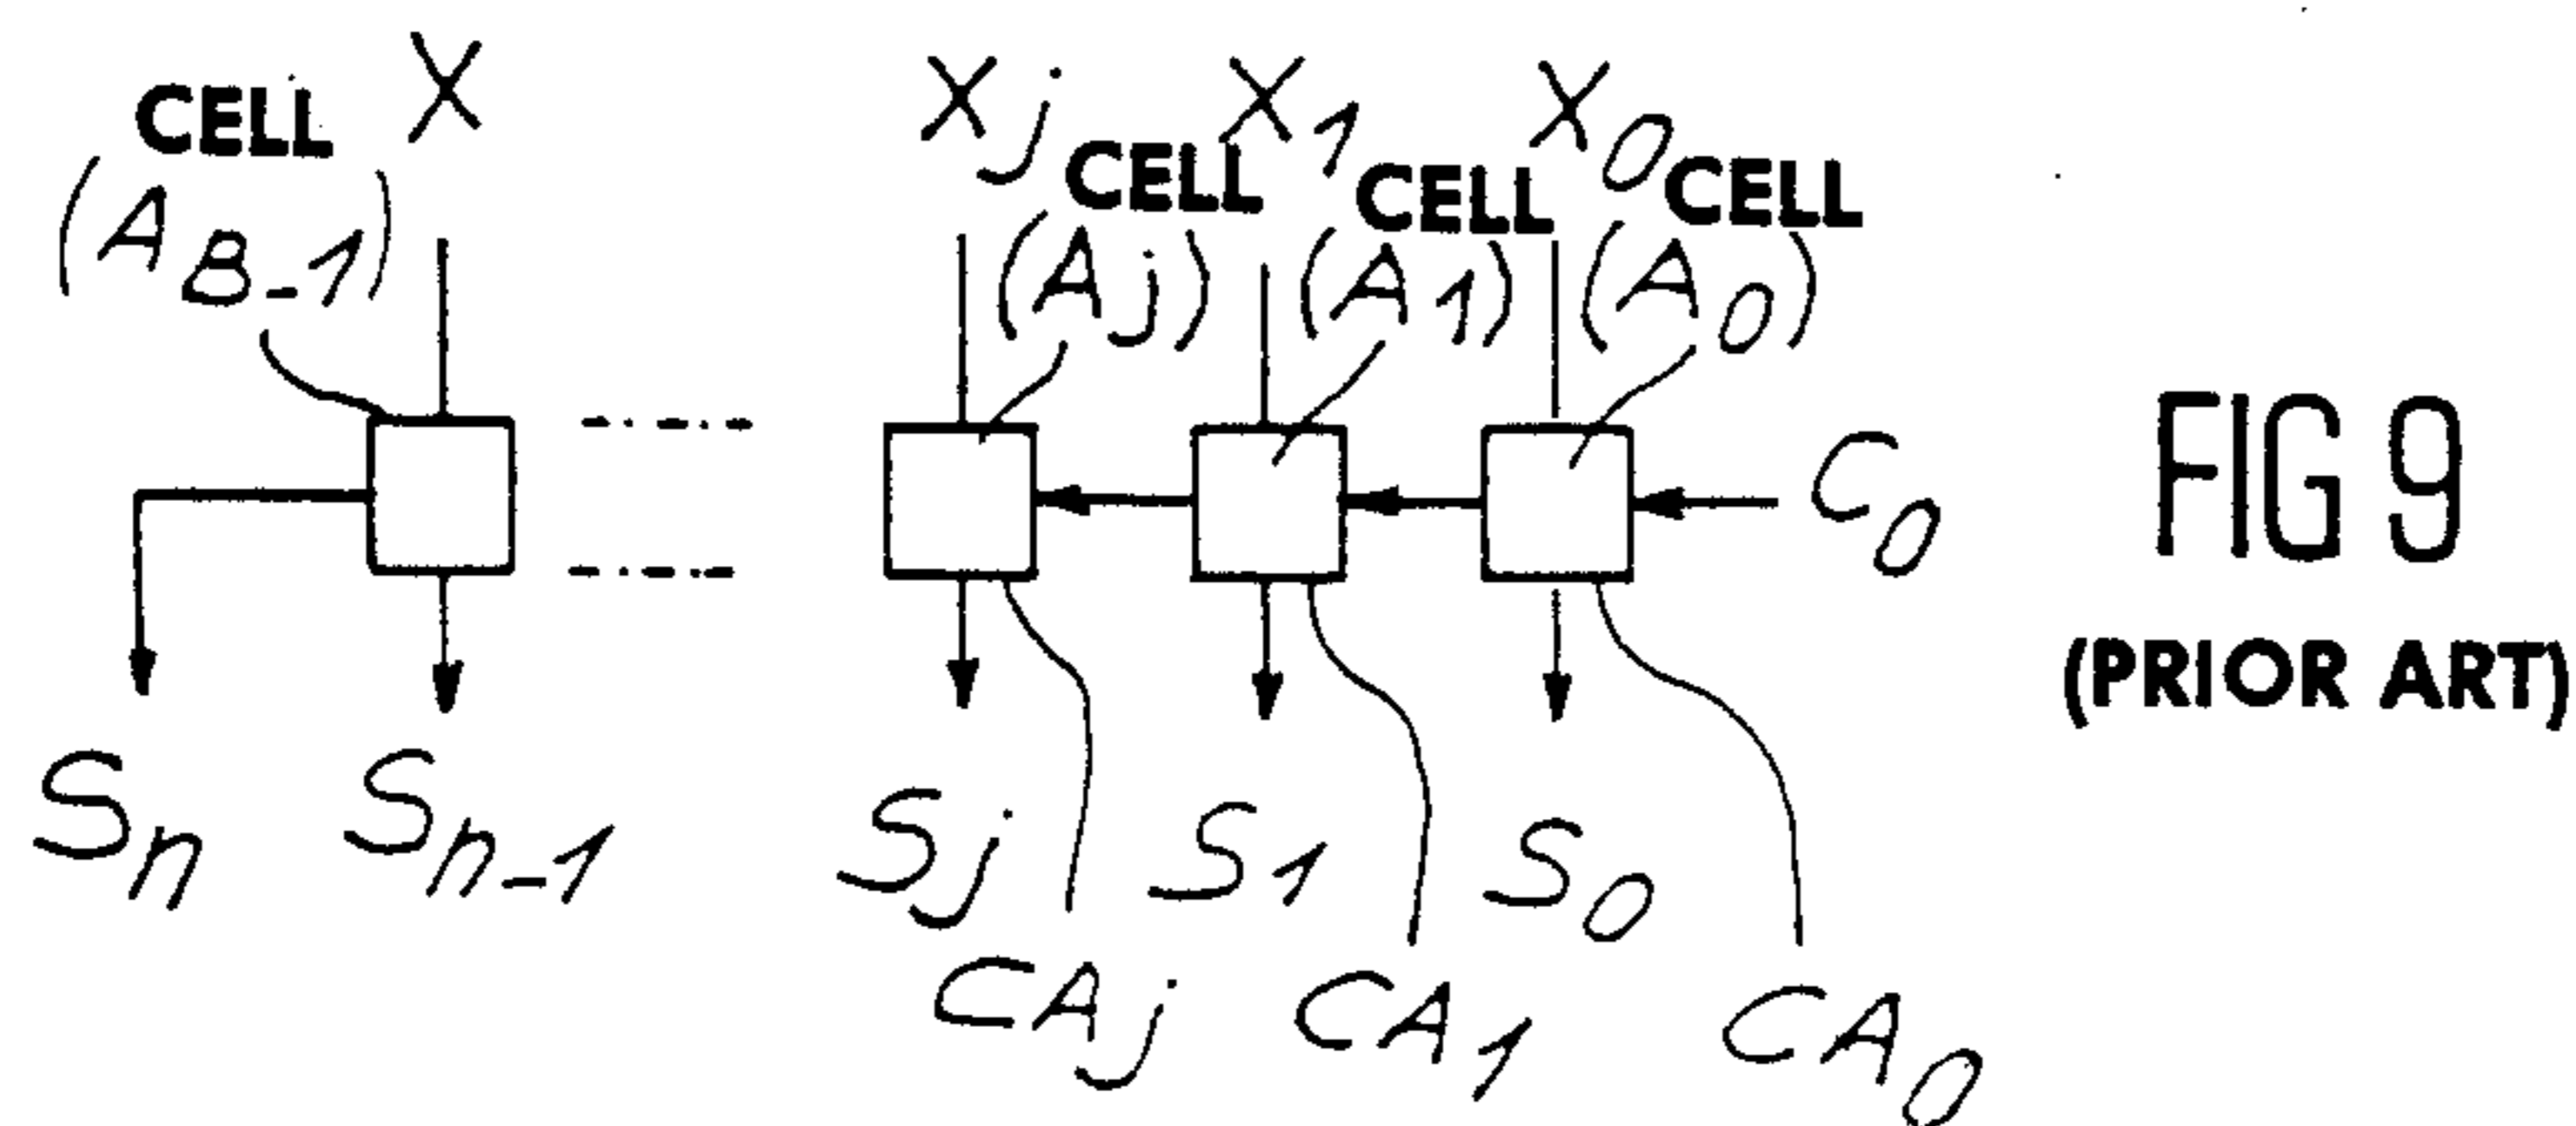 CELL X
(A_B-1)
X_j CELL
(A_j)
X_1 CELL
(A_1)
X_0 CELL
(A_0)
C_0
S_n S_n-1 S_j S_1 S_0
CA_j CA_1 CA_0
FIG 9
(PRIOR ART)